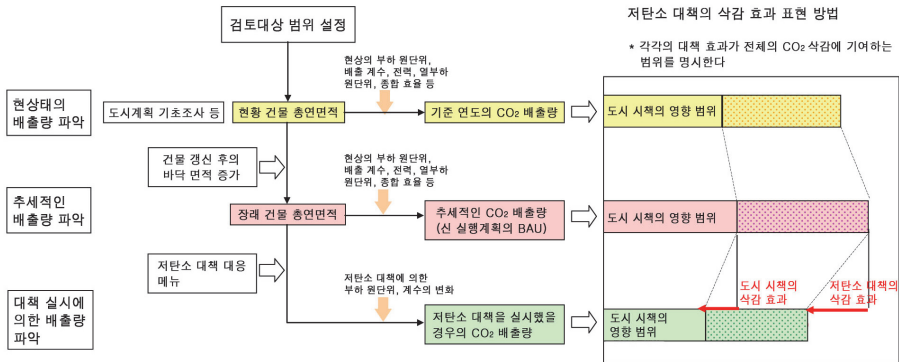 검토대상 범위 설정
저탄소 대책의 삭감 효과 표현 방법
* 각각의 대책 효과가 전체의 CO₂ 삭감에 기여하는
범위를 명시한다
현상의 부하 원단위,
배출 계수, 전력, 열부하
원단위, 종합 효율 등
현상태의
배출량 파악
도시계획 기초조사 등
현황 건물 총연면적
기준 연도의 CO₂ 배출량
도시 시책의 영향 범위
건물 갱신 후의
바닥 면적 증가
현상의 부하 원단위,
배출 계수, 전력, 열부하
원단위, 종합 효율 등
추세적인
배출량 파악
장래 건물 총연면적
추세적인 CO₂ 배출량
(신 실행계획의 BAU)
도시 시책의 영향 범위
저탄소 대책 대응
메뉴
저탄소 대책에 의한
부하 원단위, 계수의 변화
도시 시책의
삭감 효과
저탄소 대책의
삭감 효과
대책 실시에
의한 배출량
파악
저탄소 대책을 실시했을
경우의 CO₂ 배출량
도시 시책의
영향 범위